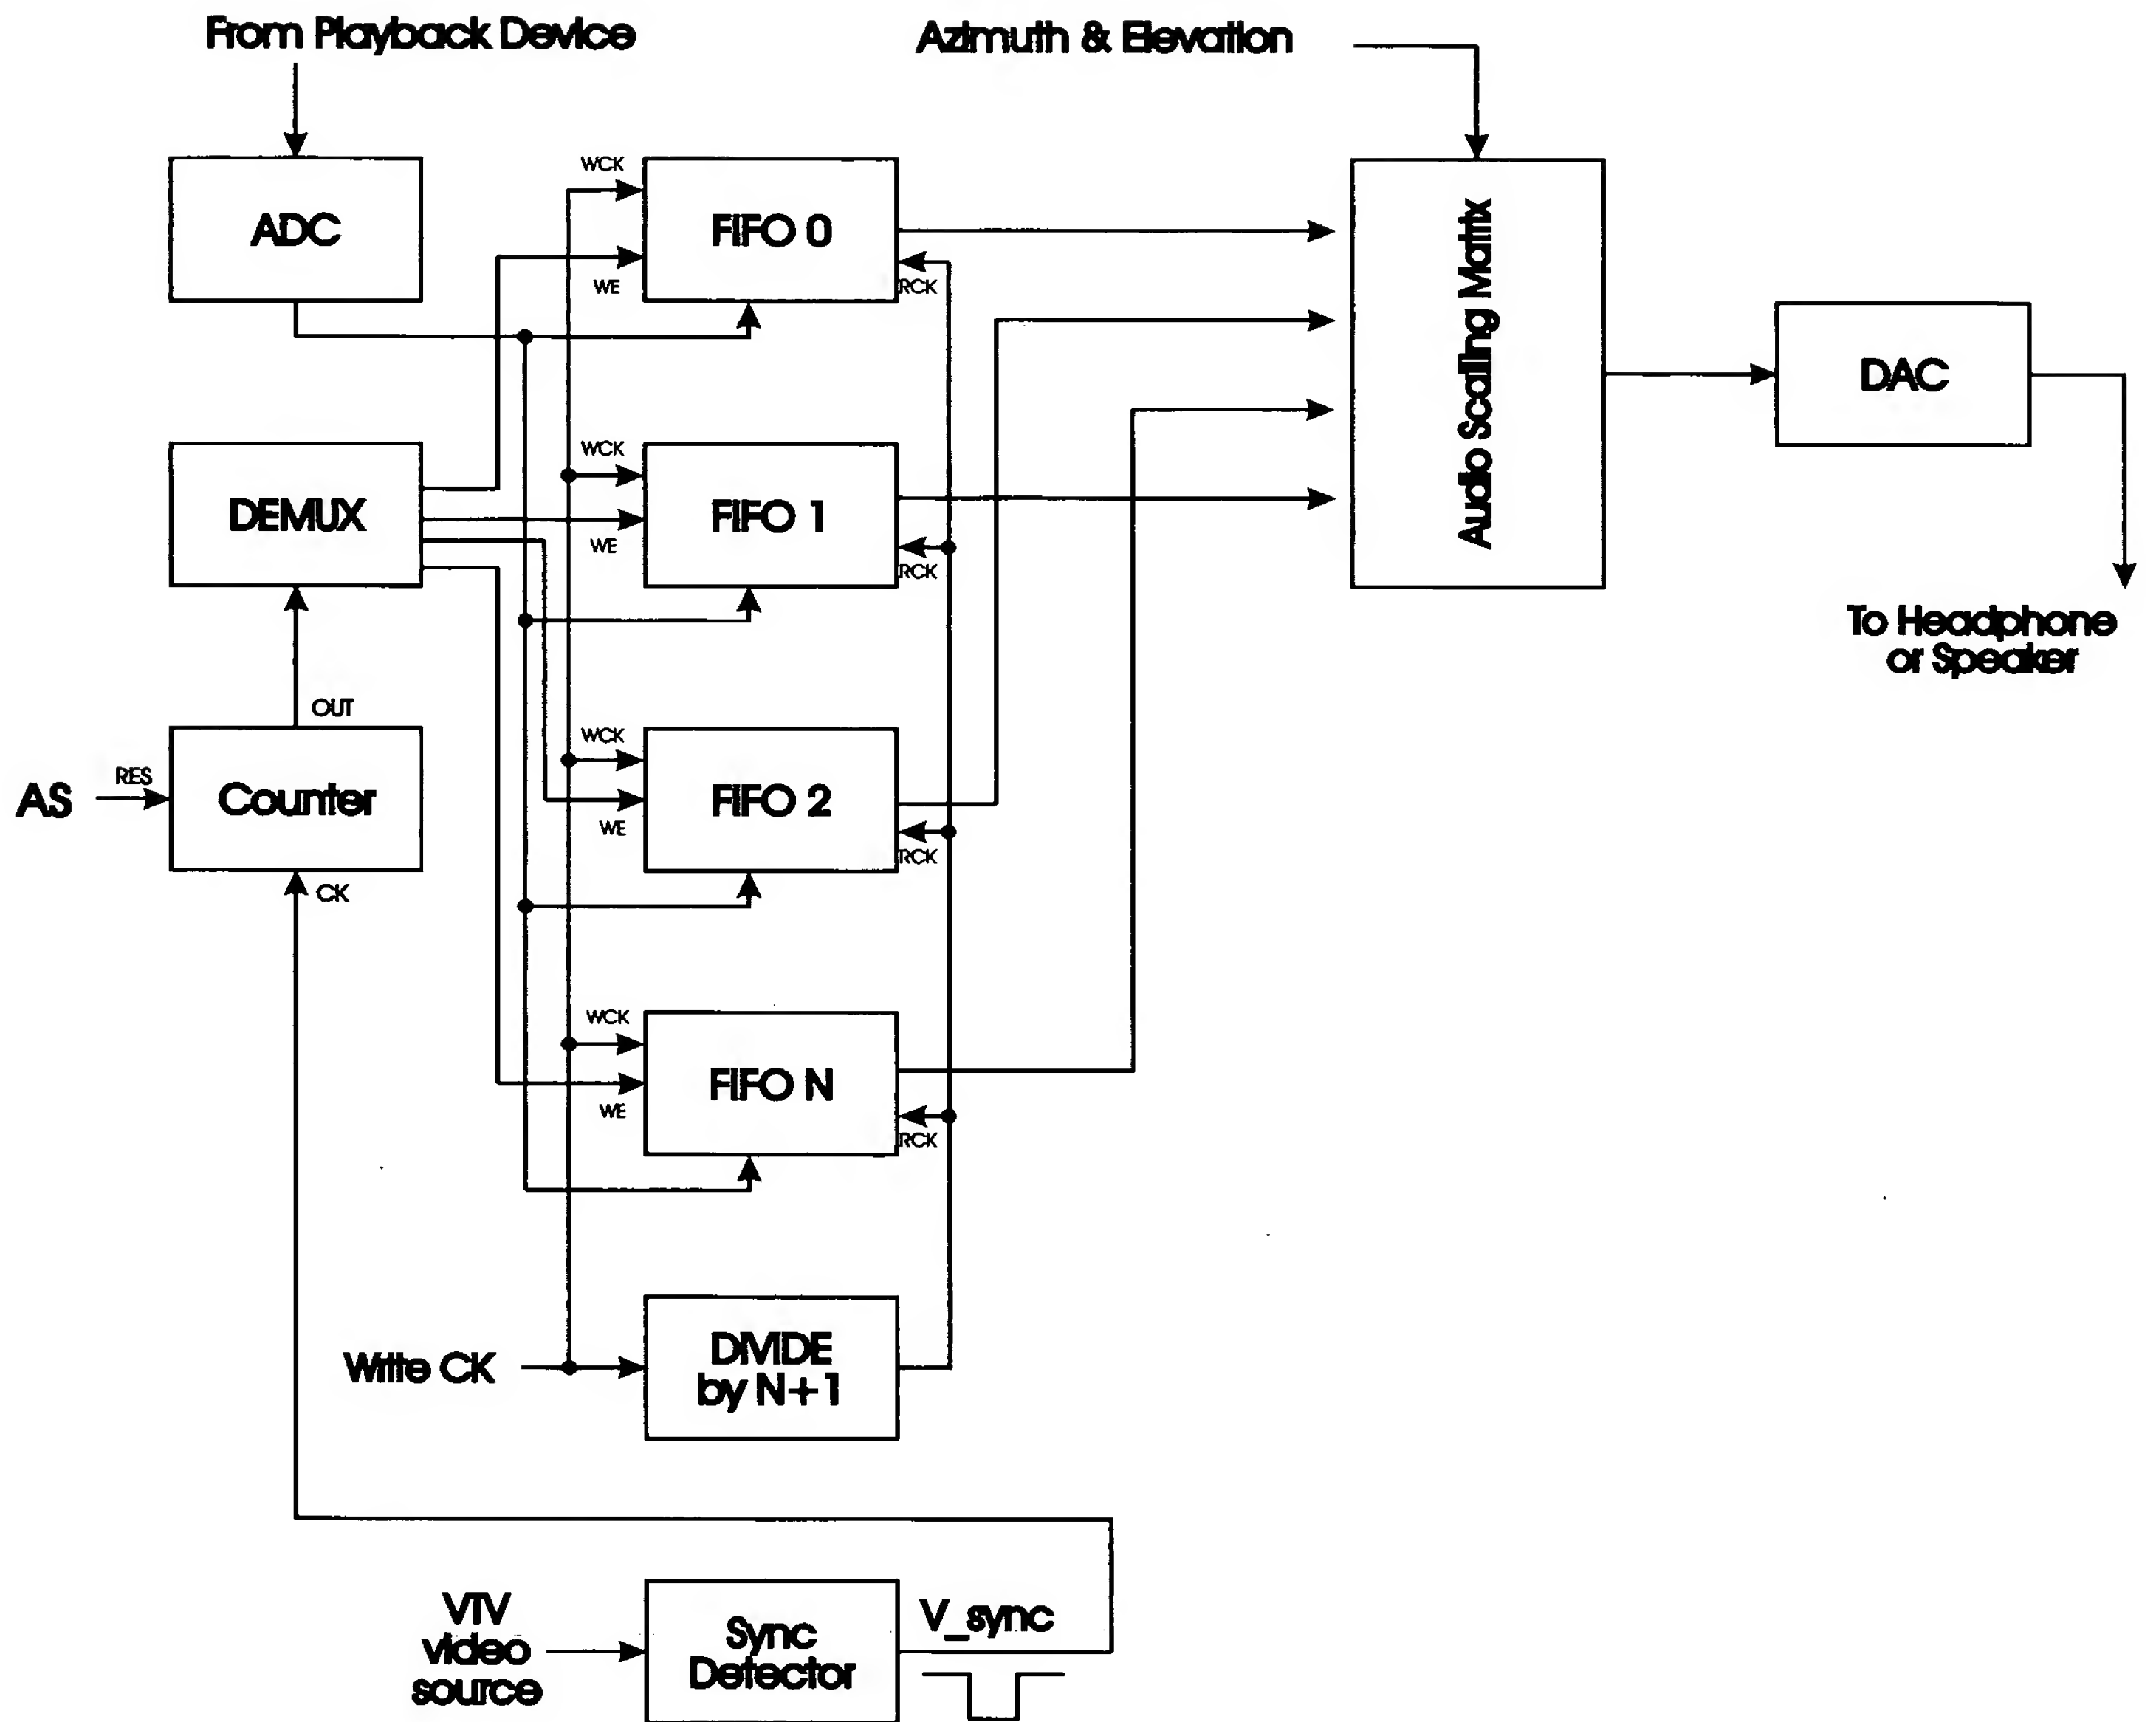 From Playback Device
Azimuth & Elevation
ADC
WCK
FIFO 0
WE
RCK
Audio Scaling Matrix
DAC
DEMUX
WCK
FIFO 1
WE
RCK
To Headphone
or Speaker
OUT
AS
RES
Counter
CK
WCK
FIFO 2
WE
RCK
WCK
FIFO N
WE
RCK
Write CK
DIVIDE
by N+1
VTV
video
source
Sync
Detector
V_sync